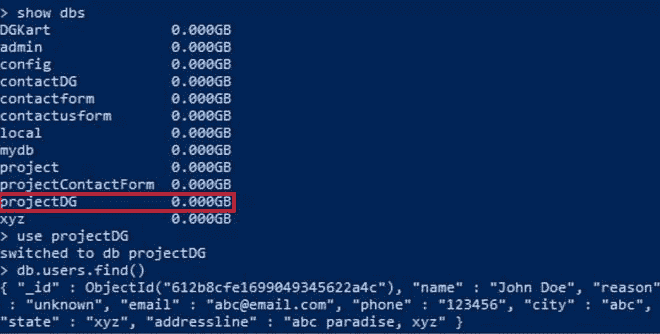 > show dbs
DGKart 0.000GB
admin 0.000GB
config 0.000GB
contactDG 0.000GB
contactform 0.000GB
contactusform 0.000GB
local 0.000GB
mydb 0.000GB
project 0.000GB
projectContactForm 0.000GB
projectDG 0.000GB
xyz 0.000GB
> use projectDG
switched to db projectDG
> db.users.find()
{ "_id" : ObjectId("612b8cfe1699049345622a4c"), "name" : "John Doe", "reason"
 : "unknown", "email" : "abc@email.com", "phone" : "123456", "city" : "abc",
"state" : "xyz", "addressline" : "abc paradise, xyz" }